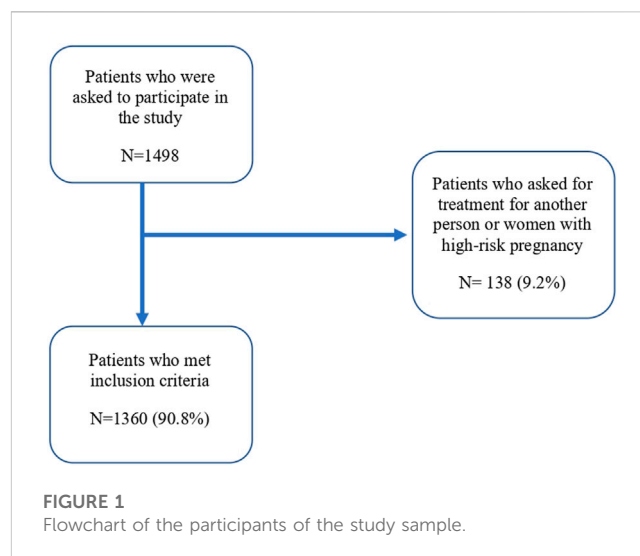 Patients who were
asked to participate in
the study
N=1498
Patients who asked for
treatment for another
person or women with
high-risk pregnancy
N= 138 (9.2%)
Patients who met
inclusion criteria
N=1360 (90.8%)
FIGURE 1
Flowchart of the participants of the study sample.